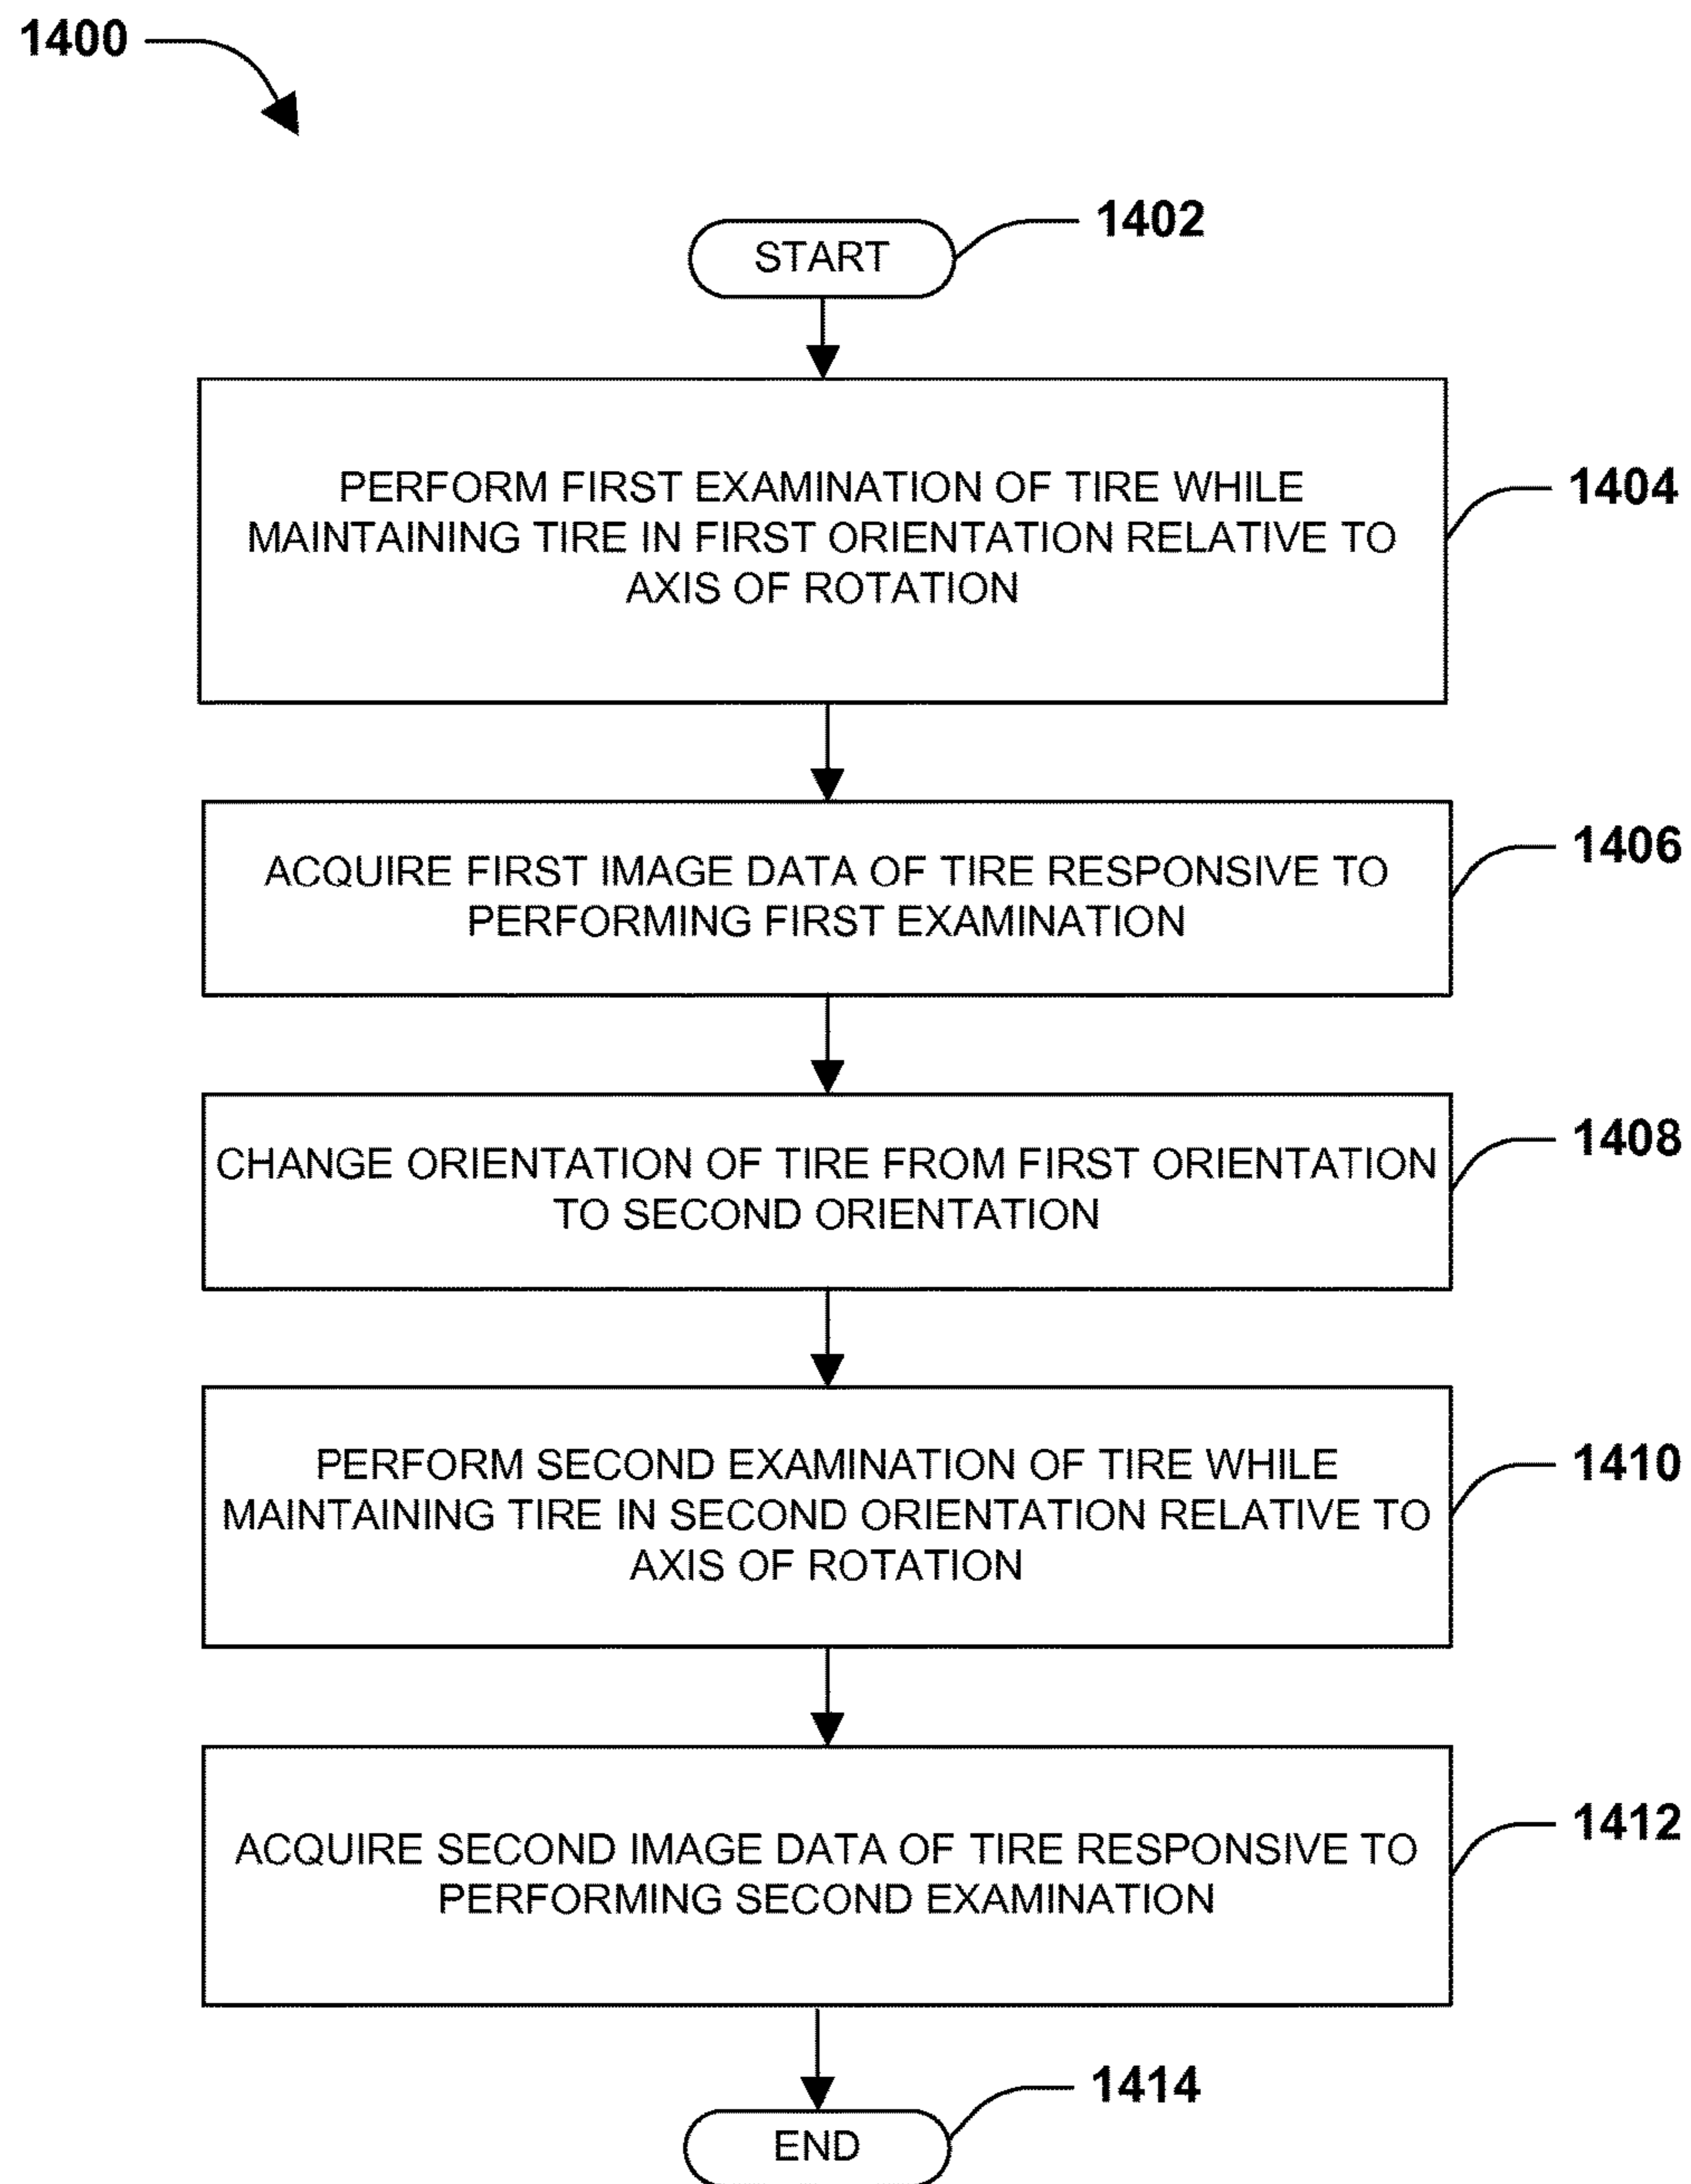 1400
1402
START
PERFORM FIRST EXAMINATION OF TIRE WHILE
MAINTAINING TIRE IN FIRST ORIENTATION RELATIVE TO
AXIS OF ROTATION
1404
ACQUIRE FIRST IMAGE DATA OF TIRE RESPONSIVE TO
PERFORMING FIRST EXAMINATION
1406
CHANGE ORIENTATION OF TIRE FROM FIRST ORIENTATION
TO SECOND ORIENTATION
1408
PERFORM SECOND EXAMINATION OF TIRE WHILE
MAINTAINING TIRE IN SECOND ORIENTATION RELATIVE TO
AXIS OF ROTATION
1410
ACQUIRE SECOND IMAGE DATA OF TIRE RESPONSIVE TO
PERFORMING SECOND EXAMINATION
1412
1414
END